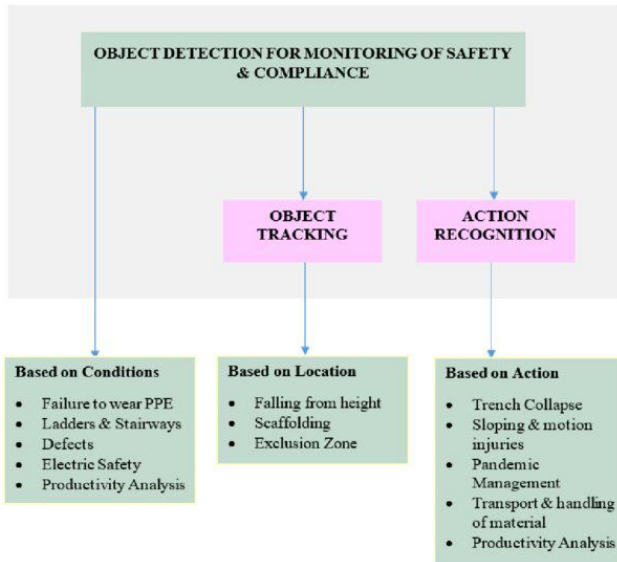 OBJECT DETECTION FOR MONITORING OF SAFETY
& COMPLIANCE
OBJECT
TRACKING
ACTION
RECOGNITION
Based on Conditions
• Failure to wear PPE
• Ladders & Stairways
• Defects
• Electric Safety
• Productivity Analysis
Based on Location
• Falling from height
• Scaffolding
• Exclusion Zone
Based on Action
• Trench Collapse
• Sloping & motion
injuries
• Pandemic
Management
• Transport & handling
of material
• Productivity Analysis